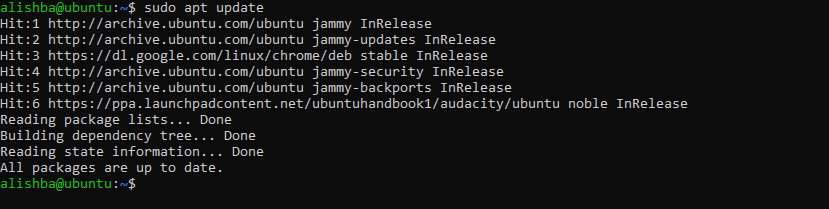 alishba@ubuntu:~$ sudo apt update
Hit:1 http://archive.ubuntu.com/ubuntu jammy InRelease
Hit:2 http://archive.ubuntu.com/ubuntu jammy-updates InRelease
Hit:3 https://dl.google.com/linux/chrome/deb stable InRelease
Hit:4 http://archive.ubuntu.com/ubuntu jammy-security InRelease
Hit:5 http://archive.ubuntu.com/ubuntu jammy-backports InRelease
Hit:6 https://ppa.launchpadcontent.net/ubuntuhandbook1/audacity/ubuntu noble InRelease
Reading package lists... Done
Building dependency tree... Done
Reading state information... Done
All packages are up to date.
alishba@ubuntu:~$